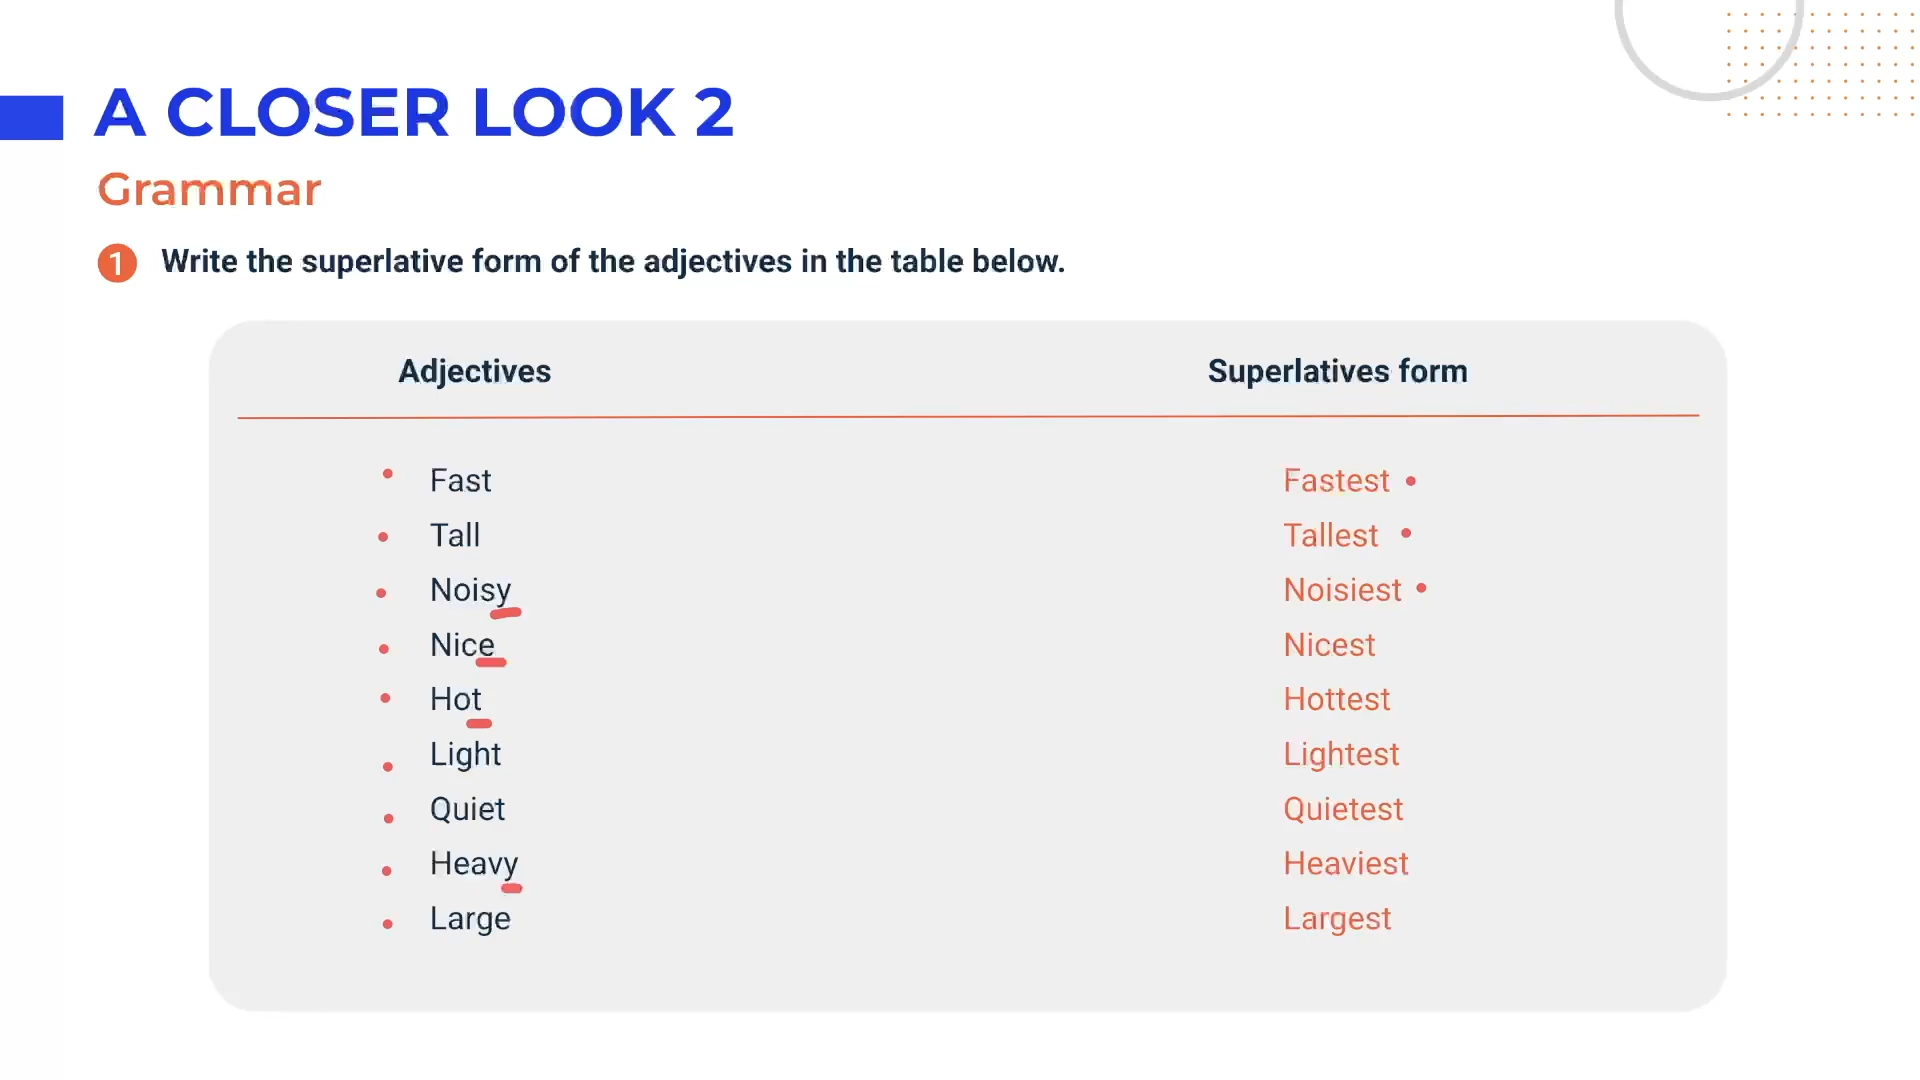 A CLOSER LOOK 2
Grammar
1 Write the superlative form of the adjectives in the table below.
Adjectives Superlatives form
Fast Fastest
Tall Tallest
Noisy Noisiest
Nice Nicest
Hot Hottest
Light Lightest
Quiet Quietest
Heavy Heaviest
Large Largest